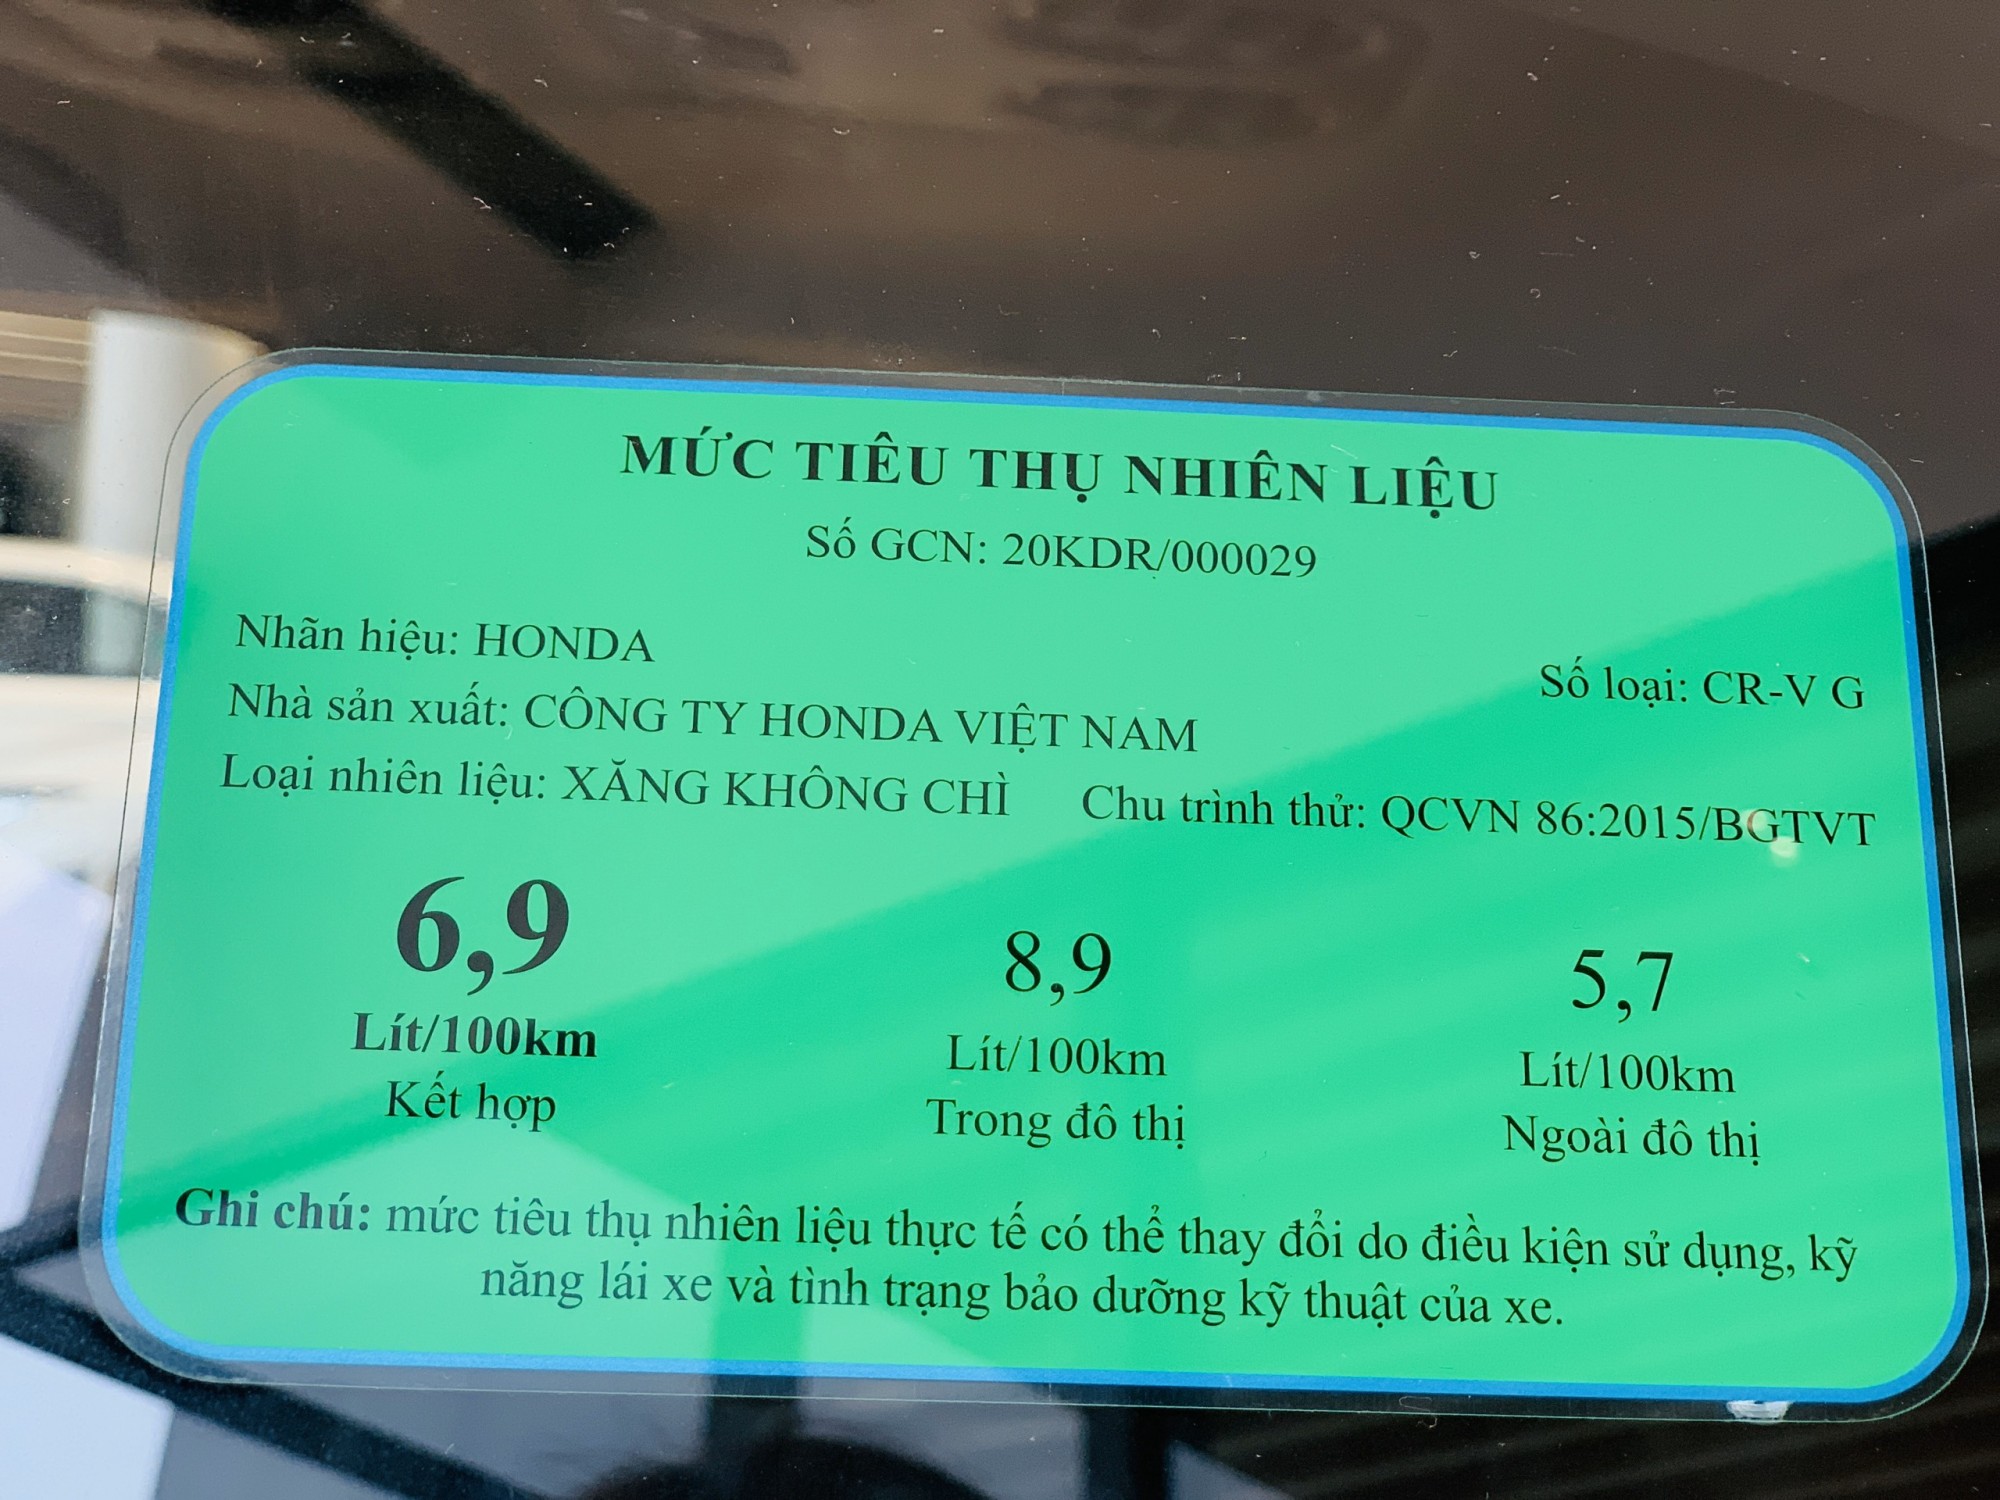 MỨC TIÊU THỤ NHIÊN LIỆU
Số GCN: 20KDR/000029
Nhãn hiệu: HONDA
Số loại: CR-V G
Nhà sản xuất: CÔNG TY HONDA VIỆT NAM
Loại nhiên liệu: XĂNG KHÔNG CHÌ Chu trình thử: QCVN 86:2015/BGTVT
6,9
Lít/100km
Kết hợp
8,9
Lít/100km
Trong đô thị
5,7
Lít/100km
Ngoài đô thị
Ghi chú: mức tiêu thụ nhiên liệu thực tế có thể thay đổi do điều kiện sử dụng, kỹ
năng lái xe và tình trạng bảo dưỡng kỹ thuật của xe.